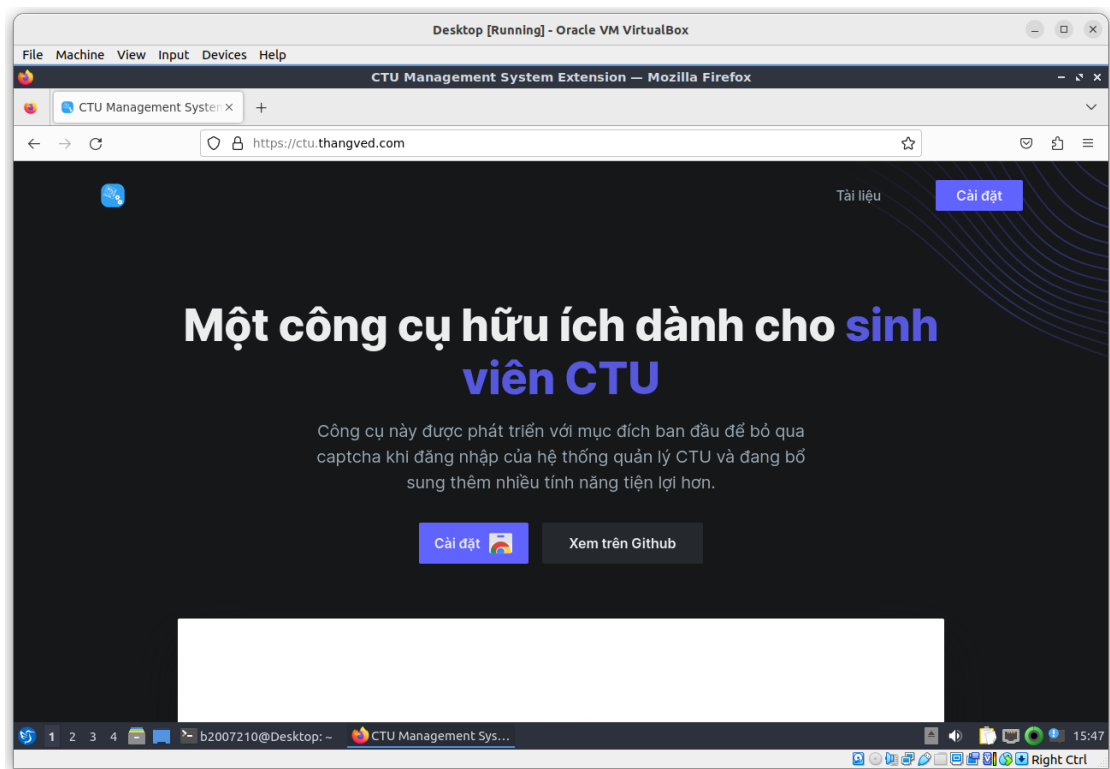 Desktop [Running] - Oracle VM VirtualBox
File Machine View Input Devices Help
CTU Management System Extension — Mozilla Firefox
CTU Management System
https://ctu.thangved.com
Tài liệu
Cài đặt
Một công cụ hữu ích dành cho sinh
viên CTU
Công cụ này được phát triển với mục đích ban đầu để bỏ qua
captcha khi đăng nhập của hệ thống quản lý CTU và đang bổ
sung thêm nhiều tính năng tiện lợi hơn.
Cài đặt
Xem trên Github
1 2 3 4
b2007210@Desktop: ~
CTU Management Sys...
15:47
Right Ctrl